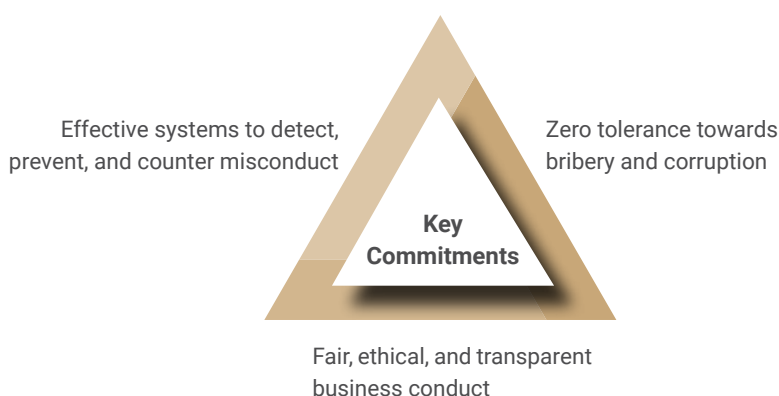 Effective systems to detect,
prevent, and counter misconduct
Zero tolerance towards
bribery and corruption
Key
Commitments
Fair, ethical, and transparent
business conduct